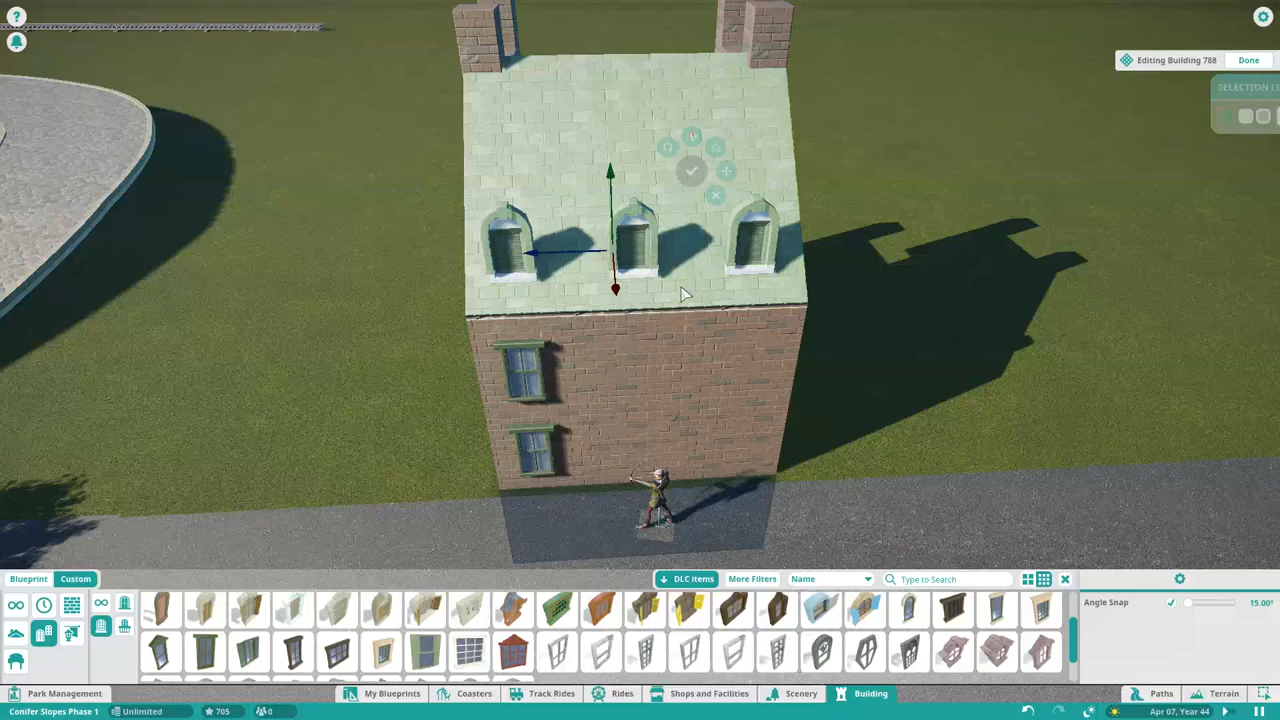 ?
Editing Building 788 Done
SELECTION (3
Blueprint Custom DLC items More Filters Name Type to Search
Angle Snap 15.00°
Park Management My Blueprints Coasters Track Rides Rides Shops and Facilities Scenery Building Paths Terrain
Conifer Slopes Phase 1 Unlimited 705 0 Apr 07, Year 44